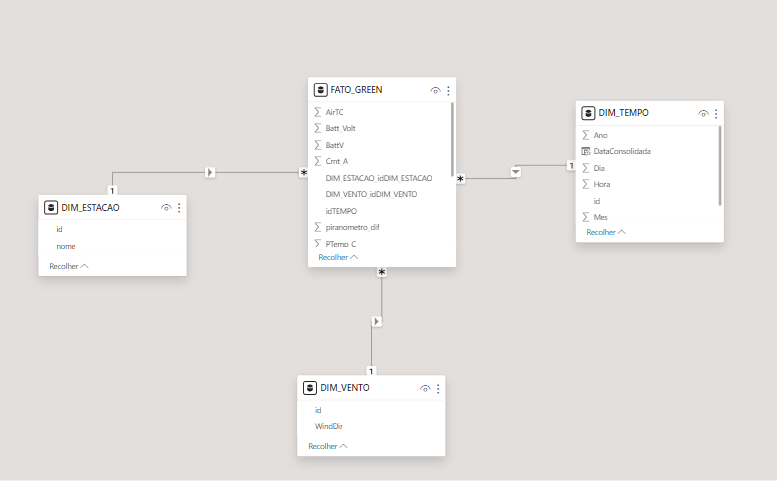 FATO_GREEN
AirTC
Batt_Volt
BattV
Crnt_A
DIM_ESTACAO_idDIM_ESTACAO
DIM_VENTO_idDIM_VENTO
idTEMPO
piranometro_dif
PTemp_C
Recolher
DIM_TEMPO
Ano
DataConsolidada
Dia
Hora
id
Mes
Recolher
1
*
*
1
DIM_ESTACAO
id
nome
Recolher
*
1
DIM_VENTO
id
WindDir
Recolher